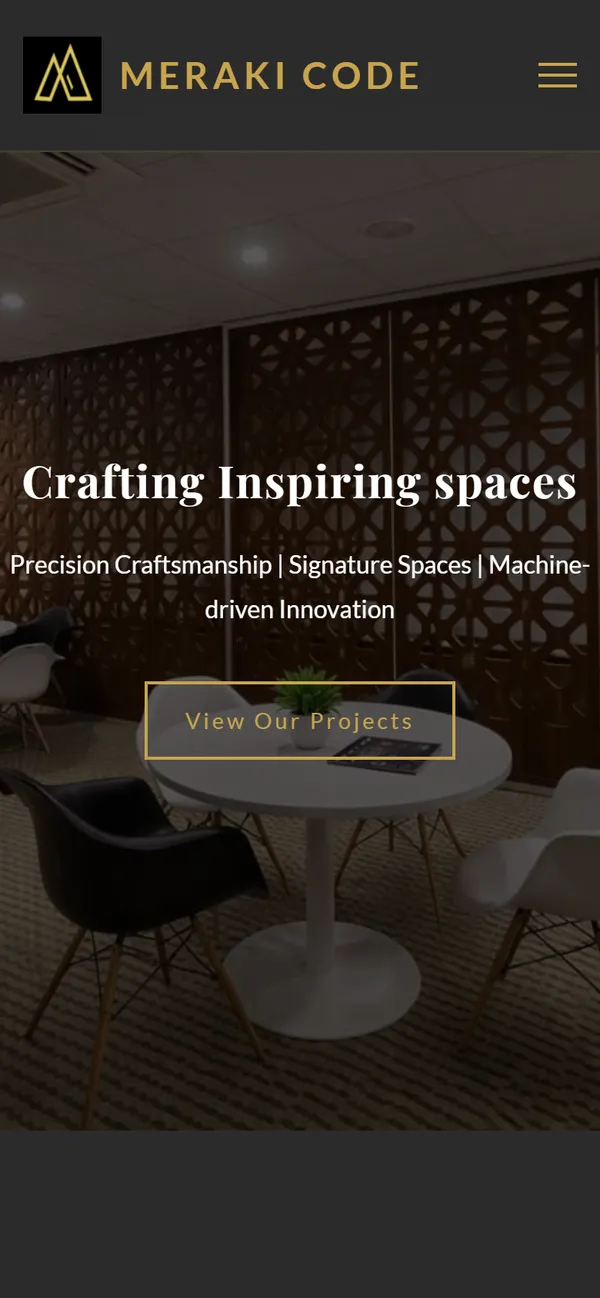 MERAKI CODE
Crafting Inspiring spaces
Precision Craftsmanship | Signature Spaces | Machine-
driven Innovation
View Our Projects